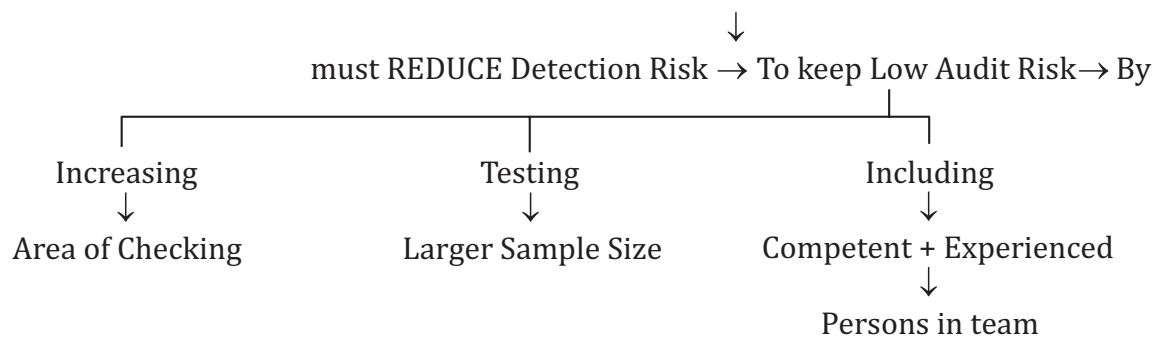 ↓
must REDUCE Detection Risk → To keep Low Audit Risk → By
Increasing Testing Including
↓ ↓ ↓
Area of Checking Larger Sample Size Competent + Experienced
↓
Persons in team